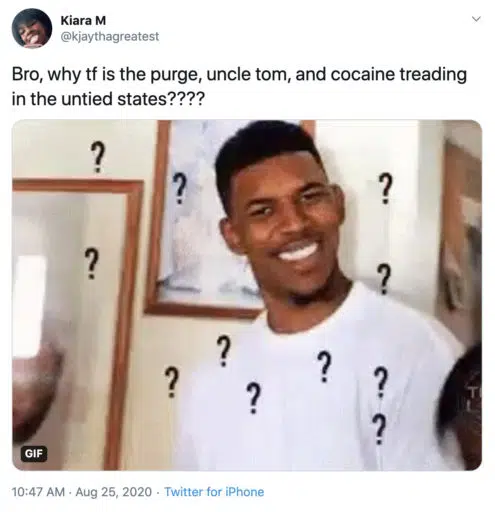 Kiara M
@kjaythagreatest
Bro, why tf is the purge, uncle tom, and cocaine treading
in the untied states????
?
?
?
?
?
?
?
?
?
?
?
GIF
10:47 AM · Aug 25, 2020 · Twitter for iPhone